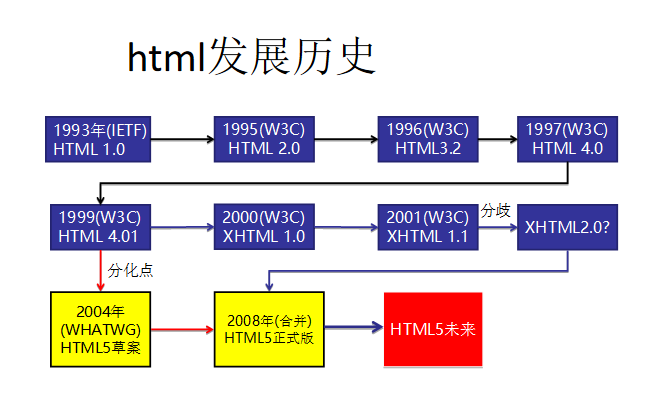 html发展历史
1993年(IETF)
HTML 1.0
1995(W3C)
HTML 2.0
1996(W3C)
HTML3.2
1997(W3C)
HTML 4.0
1999(W3C)
HTML 4.01
2000(W3C)
XHTML 1.0
2001(W3C)
XHTML 1.1
分歧
XHTML2.0?
分化点
2004年
(WHATWG)
HTML5草案
2008年(合并)
HTML5正式版
HTML5未来